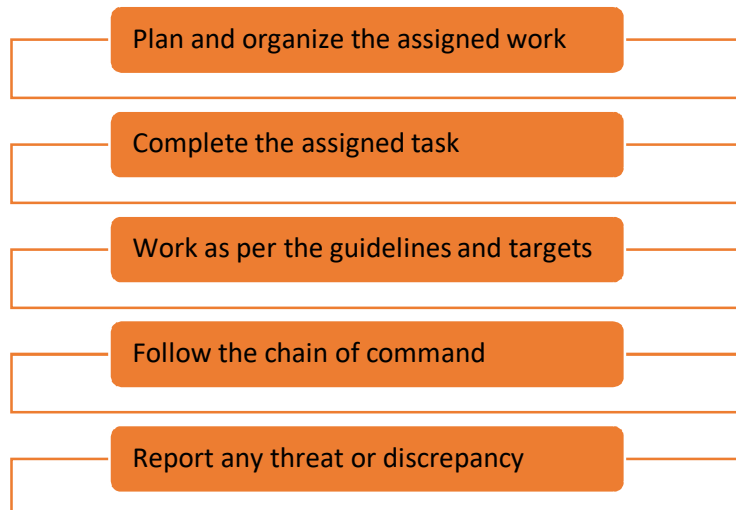 Plan and organize the assigned work
Complete the assigned task
Work as per the guidelines and targets
Follow the chain of command
Report any threat or discrepancy